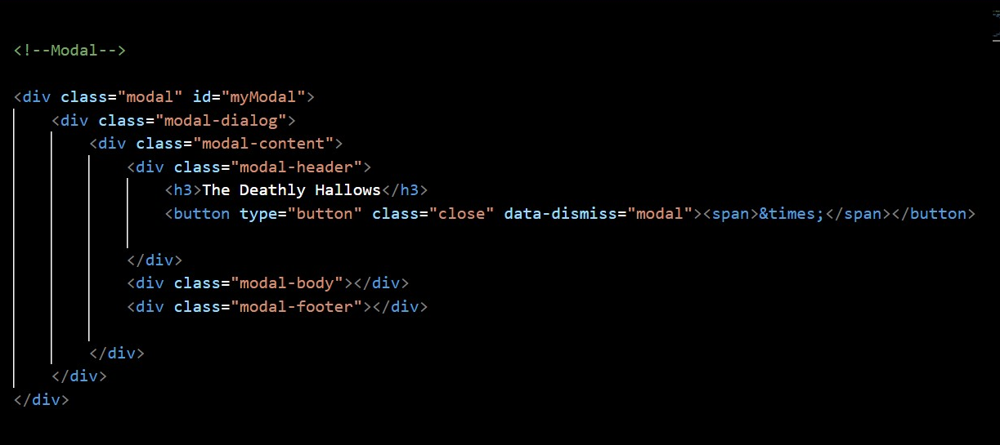 <!--Modal-->
<div class="modal" id="myModal">
<div class="modal-dialog">
<div class="modal-content">
<div class="modal-header">
<h3>The Deathly Hallows</h3>
<button type="button" class="close" data-dismiss="modal"><span>&times;</span></button>
</div>
<div class="modal-body"></div>
<div class="modal-footer"></div>
</div>
</div>
</div>